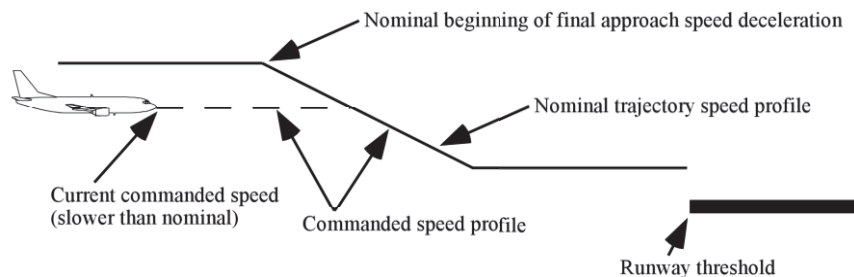 Nominal beginning of final approach speed deceleration
Nominal trajectory speed profile
Current commanded speed
(slower than nominal)
Commanded speed profile
Runway threshold